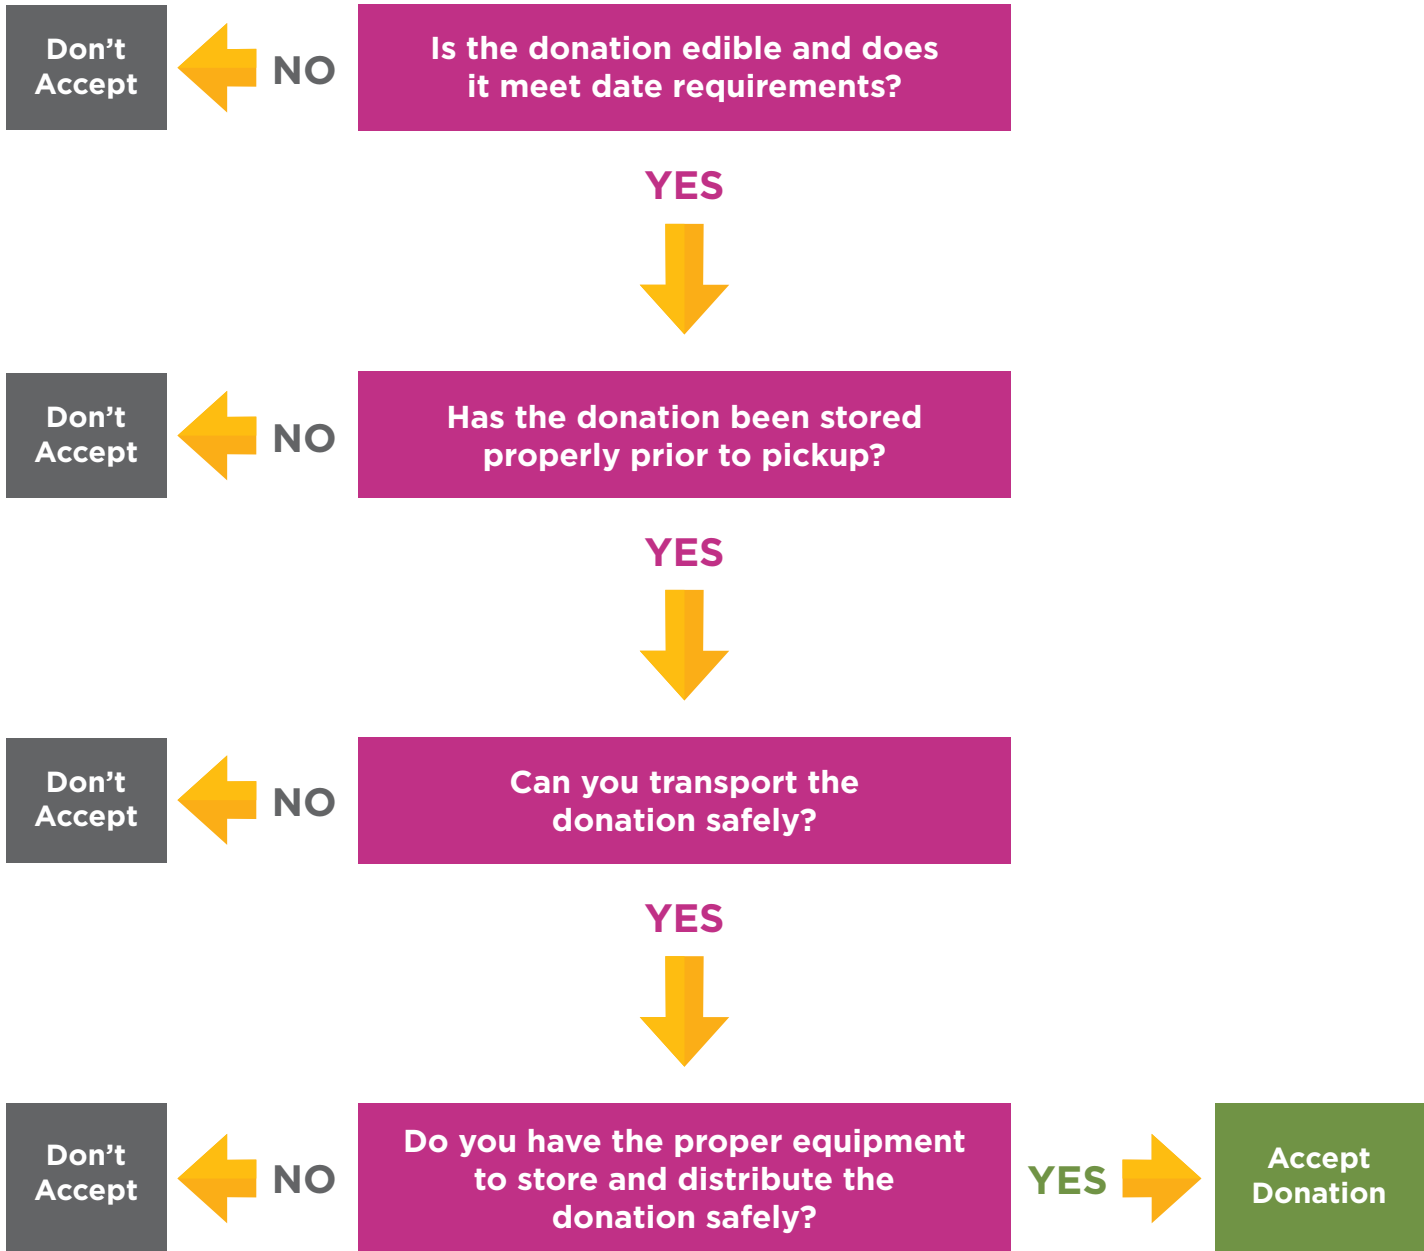 Don’t
Accept
NO
Is the donation edible and does
it meet date requirements?
YES
Don’t
Accept
NO
Has the donation been stored
properly prior to pickup?
YES
Don’t
Accept
NO
Can you transport the
donation safely?
YES
Don’t
Accept
NO
Do you have the proper equipment
to store and distribute the
donation safely?
YES
Accept
Donation